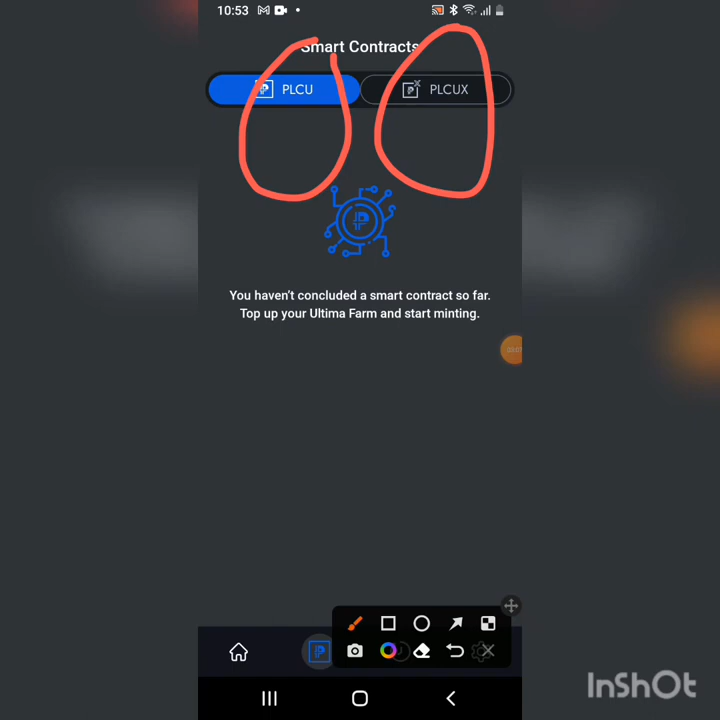 10:53
Smart Contracts
PLCU
PLCUX
You haven't concluded a smart contract so far.
Top up your Ultima Farm and start minting.
InShOt